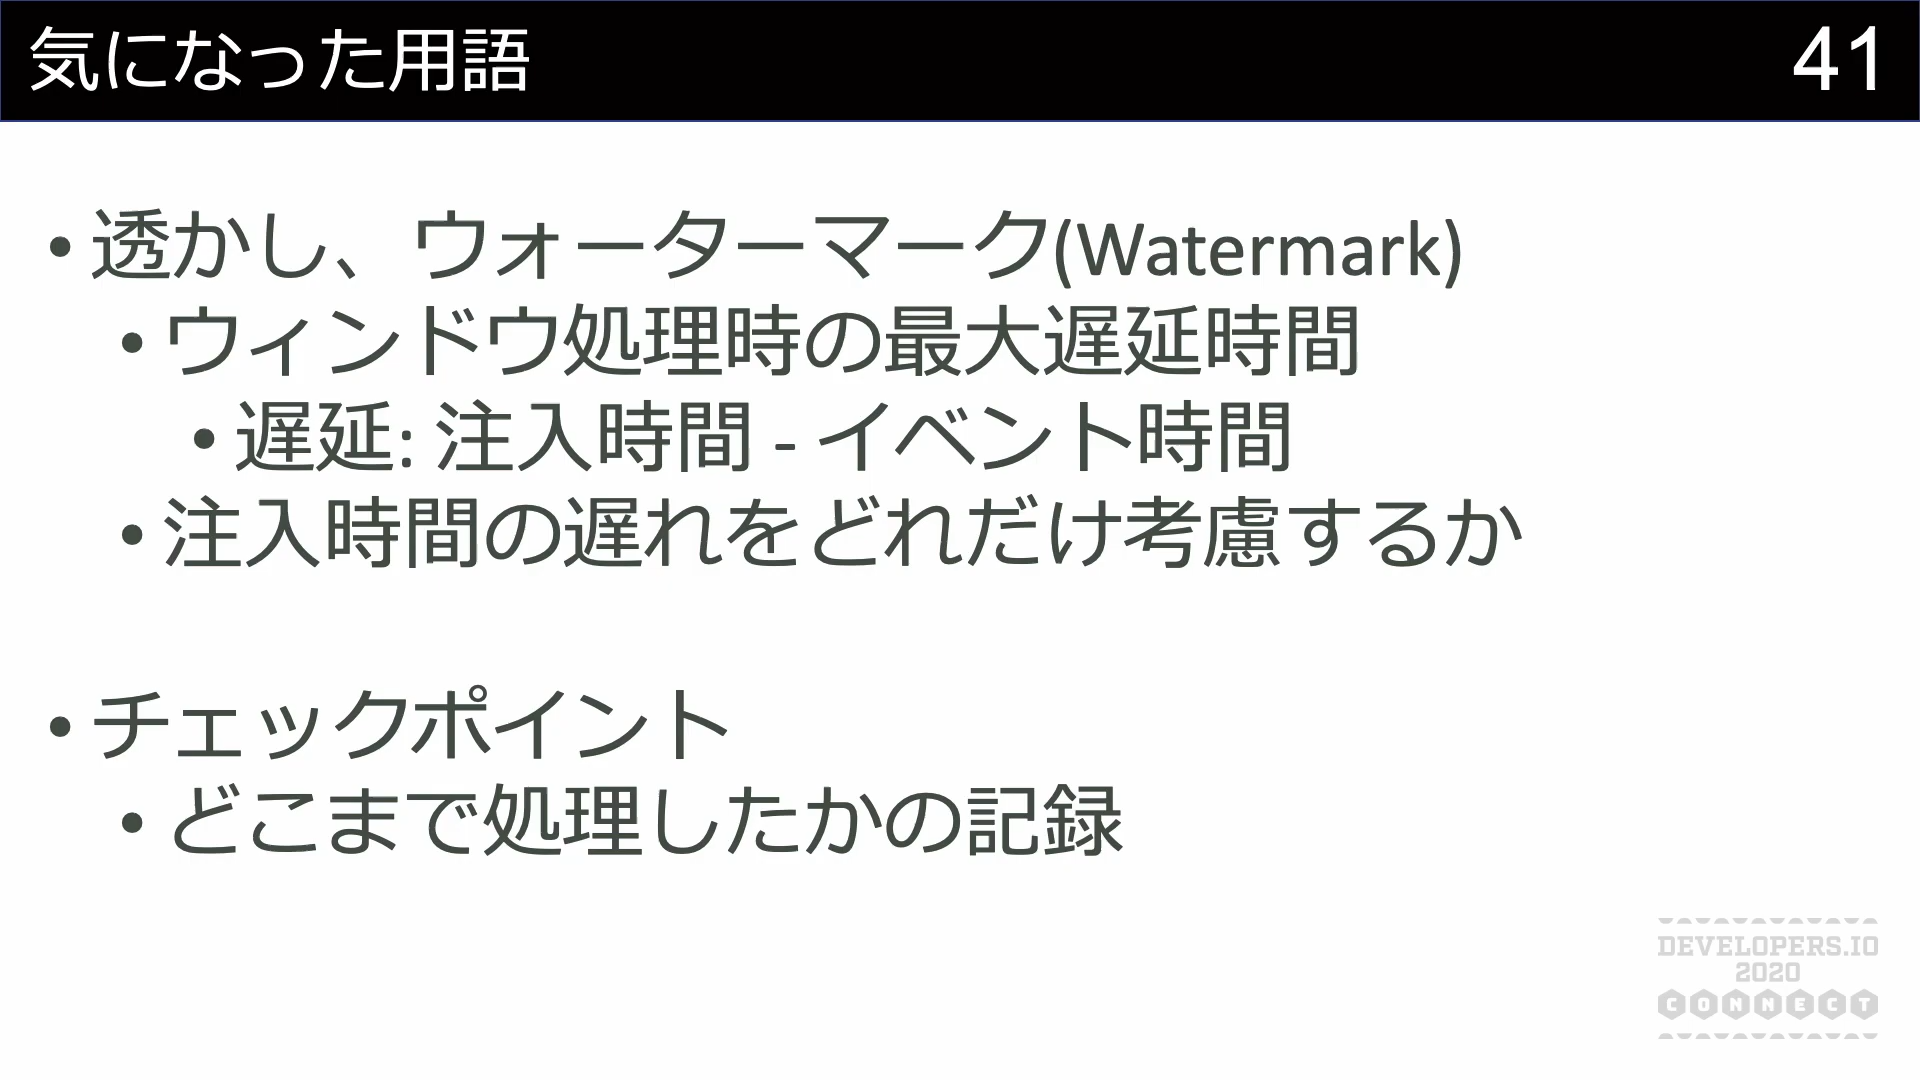 気になった用語
41
• 透かし、ウォーターマーク(Watermark)
• ウィンドウ処理時の最大遅延時間
• 遅延: 注入時間 - イベント時間
• 注入時間の遅れをどれだけ考慮するか
• チェックポイント
• どこまで処理したかの記録
DEVELOPERS.IO
2020
CONNECT